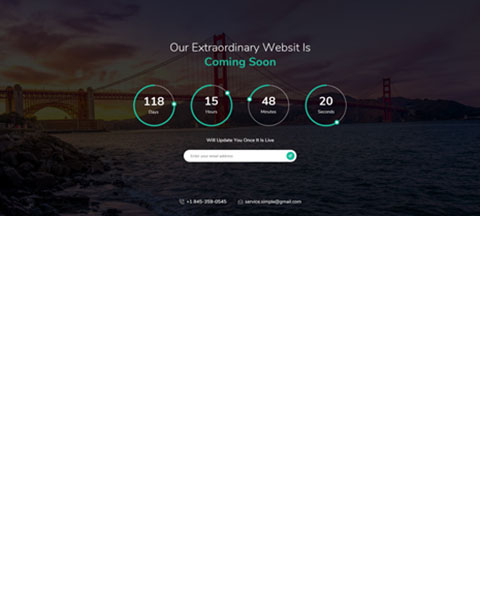 Our Extraordinary Websit Is
Coming Soon
118 15 48 20
Days Hours Minutes Seconds
Will Update You Once It Is Live
Enter your email address
+1 845-359-0545 service.simple@gmail.com